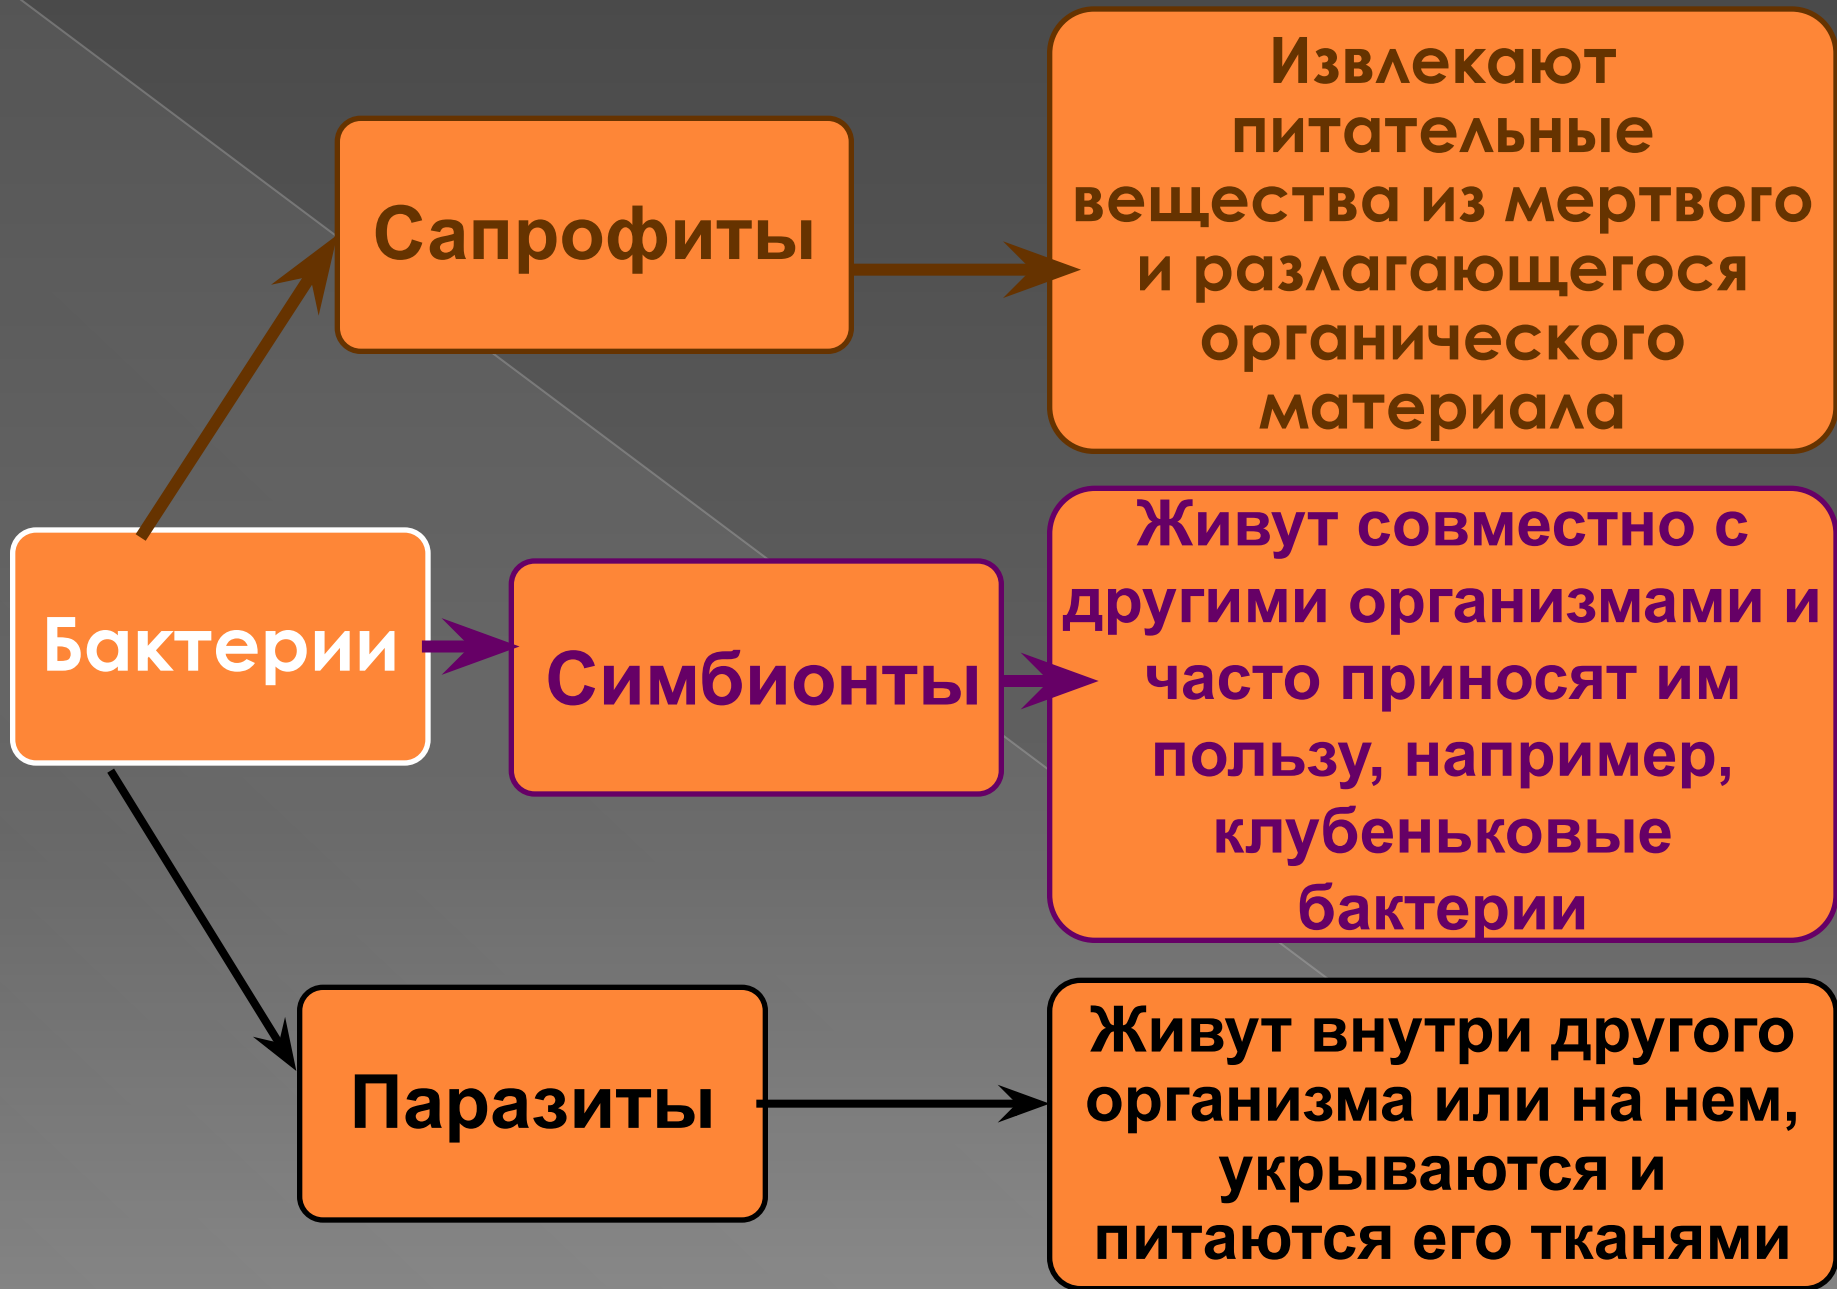 Бактерии
Сапрофиты
Извлекают
питательные
вещества из мертвого
и разлагающегося
органического
материала
Симбионты
Живут совместно с
другими организмами и
часто приносят им
пользу, например,
клубеньковые
бактерии
Паразиты
Живут внутри другого
организма или на нем,
укрываются и
питаются его тканями